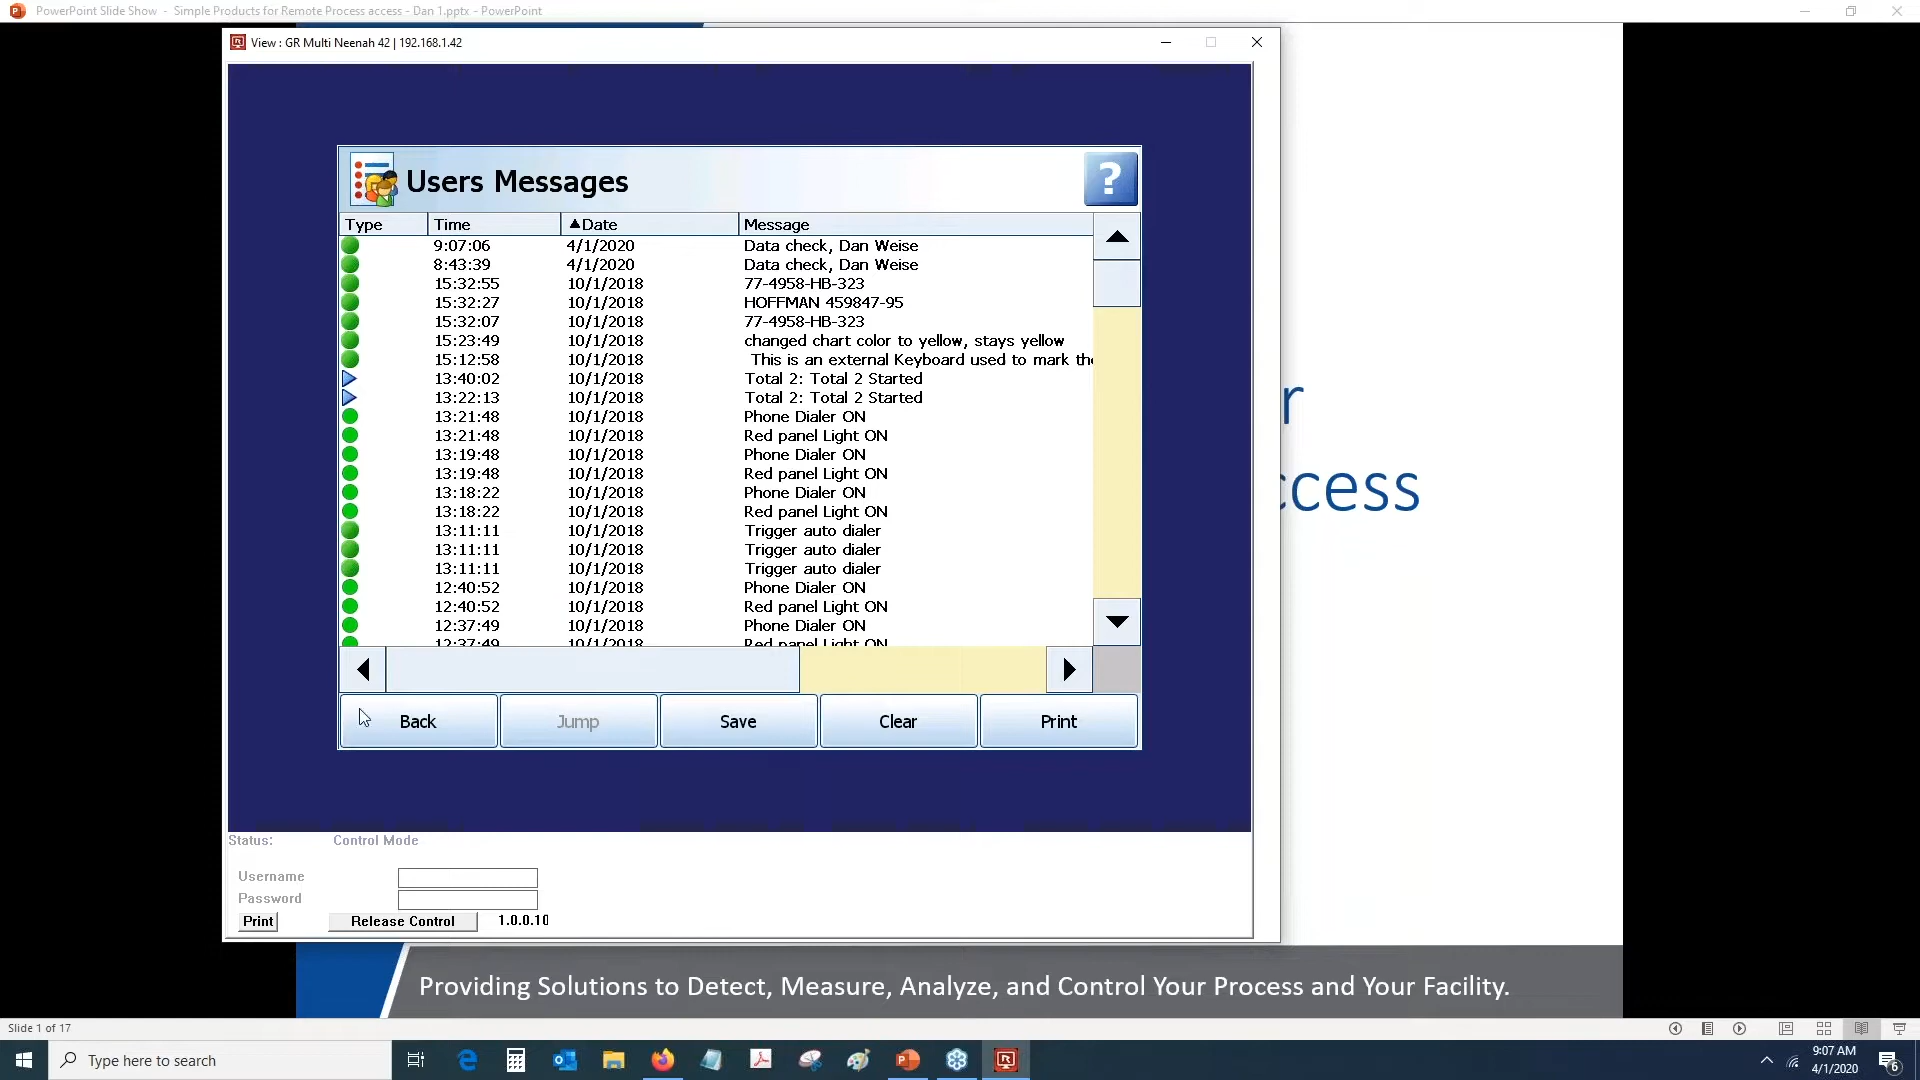 PowerPoint Slide Show - Simple Products for Remote Process access - Dan 1.pptx - PowerPoint
View : GR Multi Neenah 42 | 192.168.1.42
Users Messages
?
Type Time Date Message
9:07:06 4/1/2020 Data check, Dan Weise
8:43:39 4/1/2020 Data check, Dan Weise
15:32:55 10/1/2018 77-4958-HB-323
15:32:27 10/1/2018 HOFFMAN 459847-95
15:32:07 10/1/2018 77-4958-HB-323
15:23:49 10/1/2018 changed chart color to yellow, stays yellow
15:12:58 10/1/2018 This is an external Keyboard used to mark the
13:40:02 10/1/2018 Total 2: Total 2 Started
13:22:13 10/1/2018 Total 2: Total 2 Started
13:21:48 10/1/2018 Phone Dialer ON
13:21:48 10/1/2018 Red panel Light ON
13:19:48 10/1/2018 Phone Dialer ON
13:19:48 10/1/2018 Red panel Light ON
13:18:22 10/1/2018 Phone Dialer ON
13:18:22 10/1/2018 Red panel Light ON
13:11:11 10/1/2018 Trigger auto dialer
13:11:11 10/1/2018 Trigger auto dialer
13:11:11 10/1/2018 Trigger auto dialer
12:40:52 10/1/2018 Phone Dialer ON
12:40:52 10/1/2018 Red panel Light ON
12:37:49 10/1/2018 Phone Dialer ON
12:37:49 10/1/2018 Red panel Light ON
Back Jump Save Clear Print
r
ccess
Status: Control Mode
Username
Password
Print Release Control 1.0.0.10
Providing Solutions to Detect, Measure, Analyze, and Control Your Process and Your Facility.
Slide 1 of 17
Type here to search
9:07 AM
4/1/2020
6